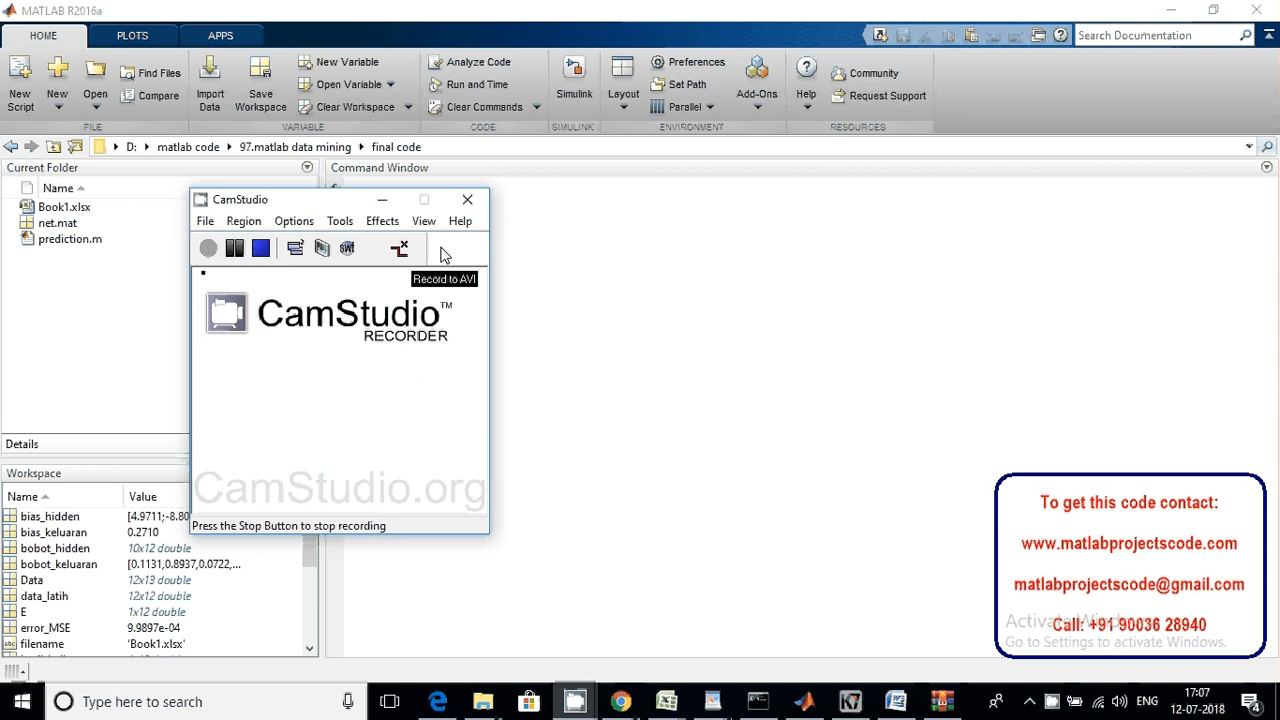 MATLAB R2016a
HOME PLOTS APPS
Search Documentation
New Script
New
Open
Find Files
Compare
FILE
Import Data
Save Workspace
New Variable
Open Variable
Clear Workspace
VARIABLE
Analyze Code
Run and Time
Clear Commands
CODE
Simulink
SIMULINK
Layout
Preferences
Set Path
Parallel
Add-Ons
ENVIRONMENT
Help
Community
Request Support
RESOURCES
D: matlab code 97.matlab data mining final code
Current Folder
Name
Book1.xlsx
net.mat
prediction.m
Details
Workspace
Name Value
bias_hidden [4.9711;-8.80
bias_keluaran 0.2710
bobot_hidden 10x12 double
bobot_keluaran [0.1131,0.8937,0.0722,...
Data 12x13 double
data_latih 12x12 double
E 1x12 double
error_MSE 9.9897e-04
filename 'Book1.xlsx'
Command Window
CamStudio
File Region Options Tools Effects View Help
Record to AVI
CamStudio™
RECORDER
CamStudio.org
Press the Stop Button to stop recording
To get this code contact:
www.matlabprojectscode.com
matlabprojectscode@gmail.com
Call: +91 90036 28940
Activate Windows
Go to Settings to activate Windows.
Type here to search
ENG
17:07
12-07-2018
4